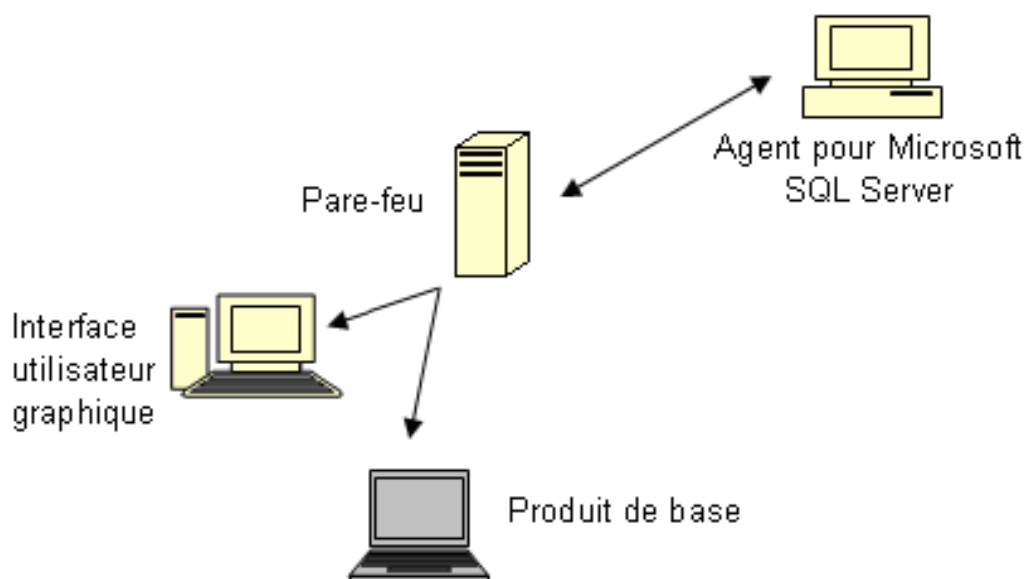 Agent pour Microsoft
SQL Server
Pare-feu
Interface
utilisateur
graphique
Produit de base